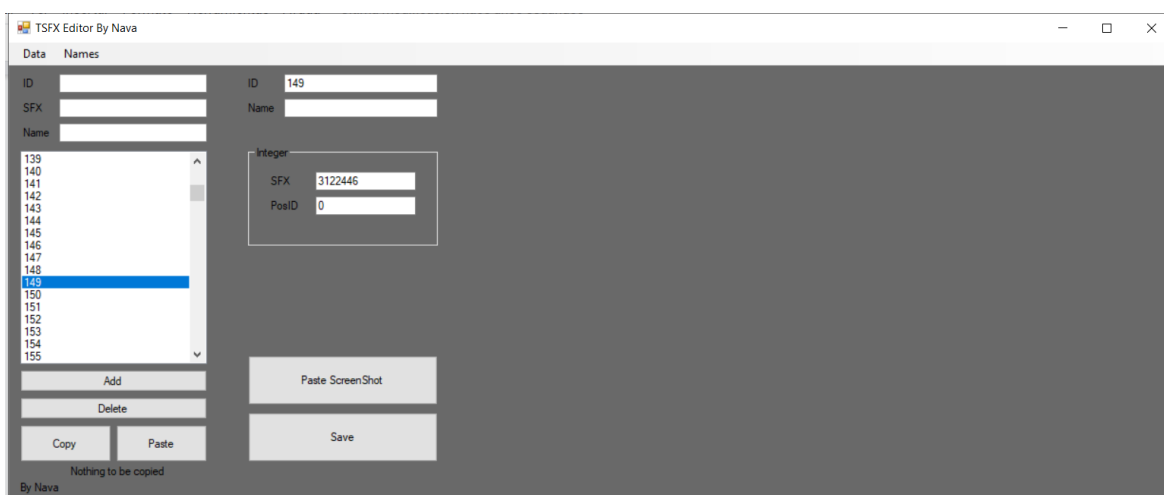 TSFX Editor By Nava
Data Names
ID
SFX
Name
139
140
141
142
143
144
145
146
147
148
149
150
151
152
153
154
155
Add
Delete
Copy Paste
Nothing to be copied
By Nava
ID 149
Name
Integer
SFX 3122446
PosID 0
Paste ScreenShot
Save